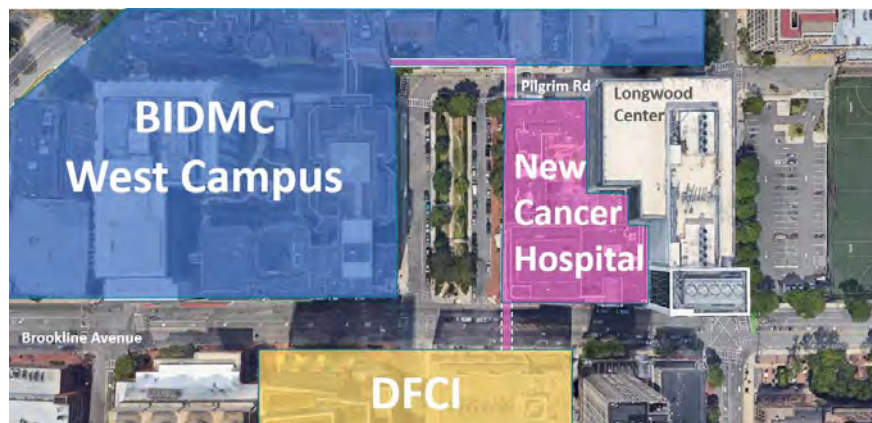 BIDMC
West Campus
Pilgrim Rd
Longwood
Center
New
Cancer
Hospital
Brookline Avenue
DFCI